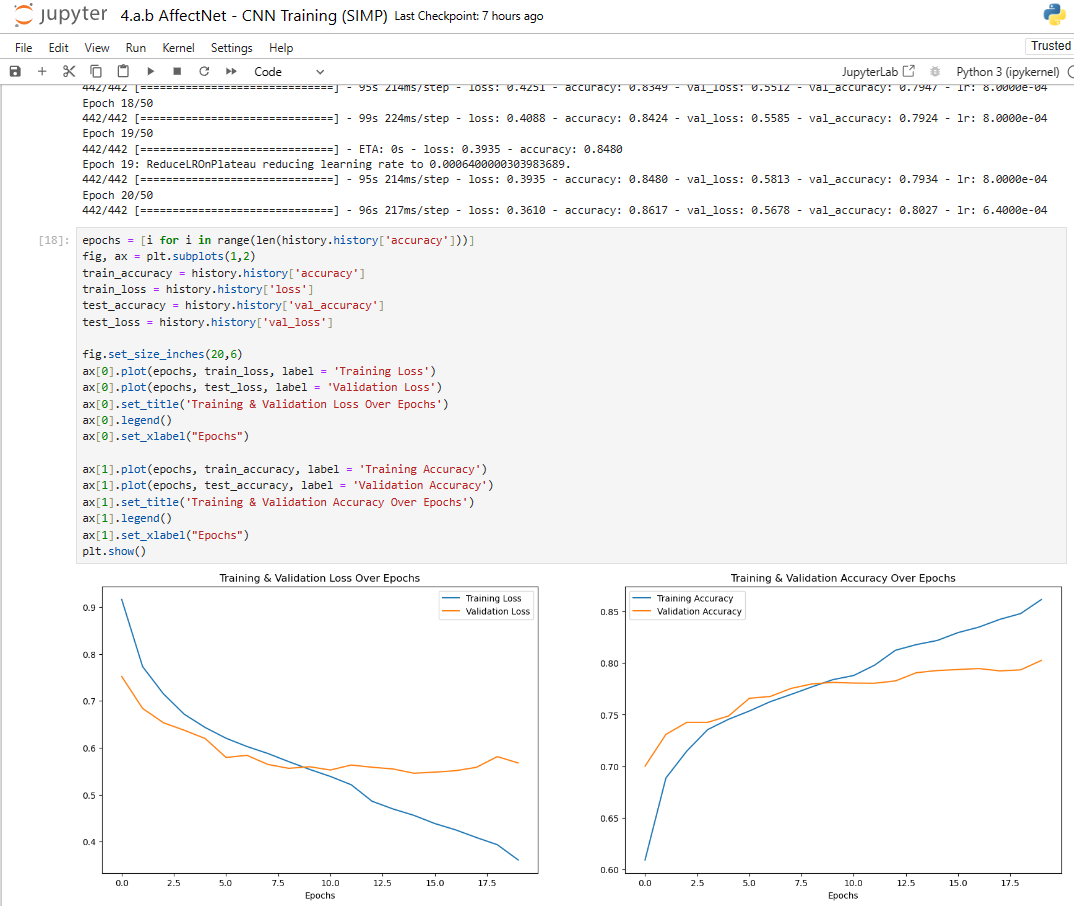 jupyter 4.a.b AffectNet - CNN Training (SIMP) Last Checkpoint: 7 hours ago
File Edit View Run Kernel Settings Help Trusted
Code JupyterLab Python 3 (ipykernel)
442/442 [==============================] - 95s 214ms/step - loss: 0.4251 - accuracy: 0.8349 - val_loss: 0.5512 - val_accuracy: 0.7947 - lr: 8.0000e-04
Epoch 18/50
442/442 [==============================] - 99s 224ms/step - loss: 0.4088 - accuracy: 0.8424 - val_loss: 0.5585 - val_accuracy: 0.7924 - lr: 8.0000e-04
Epoch 19/50
442/442 [==============================] - ETA: 0s - loss: 0.3935 - accuracy: 0.8480
Epoch 19: ReduceLROnPlateau reducing learning rate to 0.0006400000303983689.
442/442 [==============================] - 95s 214ms/step - loss: 0.3935 - accuracy: 0.8480 - val_loss: 0.5813 - val_accuracy: 0.7934 - lr: 8.0000e-04
Epoch 20/50
442/442 [==============================] - 96s 217ms/step - loss: 0.3610 - accuracy: 0.8617 - val_loss: 0.5678 - val_accuracy: 0.8027 - lr: 6.4000e-04
[18]: epochs = [i for i in range(len(history.history['accuracy']))]
fig, ax = plt.subplots(1,2)
train_accuracy = history.history['accuracy']
train_loss = history.history['loss']
test_accuracy = history.history['val_accuracy']
test_loss = history.history['val_loss']
fig.set_size_inches(20,6)
ax[0].plot(epochs, train_loss, label = 'Training Loss')
ax[0].plot(epochs, test_loss, label = 'Validation Loss')
ax[0].set_title('Training & Validation Loss Over Epochs')
ax[0].legend()
ax[0].set_xlabel("Epochs")
ax[1].plot(epochs, train_accuracy, label = 'Training Accuracy')
ax[1].plot(epochs, test_accuracy, label = 'Validation Accuracy')
ax[1].set_title('Training & Validation Accuracy Over Epochs')
ax[1].legend()
ax[1].set_xlabel("Epochs")
plt.show()
Training & Validation Loss Over Epochs
Training Loss
Validation Loss
0.9
0.8
0.7
0.6
0.5
0.4
0.0 2.5 5.0 7.5 10.0 12.5 15.0 17.5
Epochs
Training & Validation Accuracy Over Epochs
Training Accuracy
Validation Accuracy
0.85
0.80
0.75
0.70
0.65
0.60
0.0 2.5 5.0 7.5 10.0 12.5 15.0 17.5
Epochs